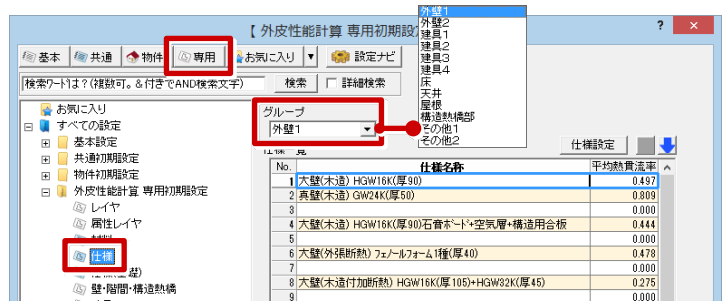 【 外皮性能計算 専用初期設
?
×
基本
共通
物件
専用
お気に入り
設定ナビ
検索ワードは？(複数可。＆付きでAND検索文字)
検索
詳細検索
お気に入り
すべての設定
基本設定
共通初期設定
物件初期設定
外皮性能計算 専用初期設定
レイヤ
属性レイヤ
仕様
壁・階間・構造熱橋
グループ
外壁1
外壁1
外壁2
建具1
建具2
建具3
建具4
床
天井
屋根
構造熱橋部
その他1
その他2
仕様設定
No. 仕様名称 平均熱貫流率
1 大壁(木造) HGW16K(厚90) 0.497
2 真壁(木造) GW24K(厚50) 0.809
3 0.000
4 大壁(木造) HGW16K(厚90)石膏ボード+空気層+構造用合板 0.444
5 0.000
6 大壁(外張断熱) フェノールフォーム1種(厚40) 0.478
7 0.000
8 大壁(木造付加断熱) HGW16K(厚105)+HGW32K(厚45) 0.275
9 0.000